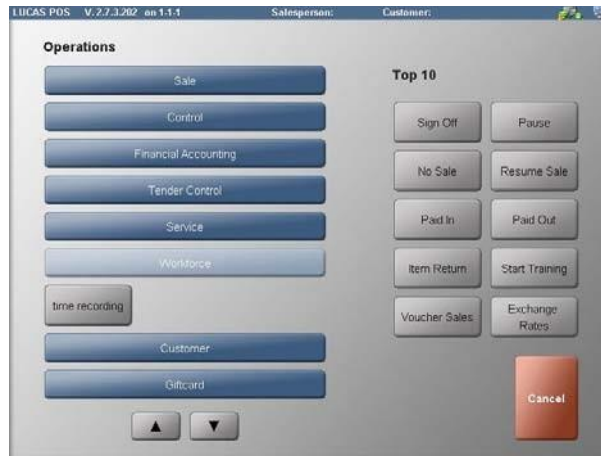 LUCAS POS V.2.7.3.202 on 1-1-1 Salesperson: Customer:
Operations
Sale
Control
Financial Accounting
Tender Control
Service
Workforce
time recording
Customer
Giftcard
Top 10
Sign Off Pause
No Sale Resume Sale
Paid In Paid Out
Item Return Start Training
Voucher Sales Exchange
Rates
Cancel